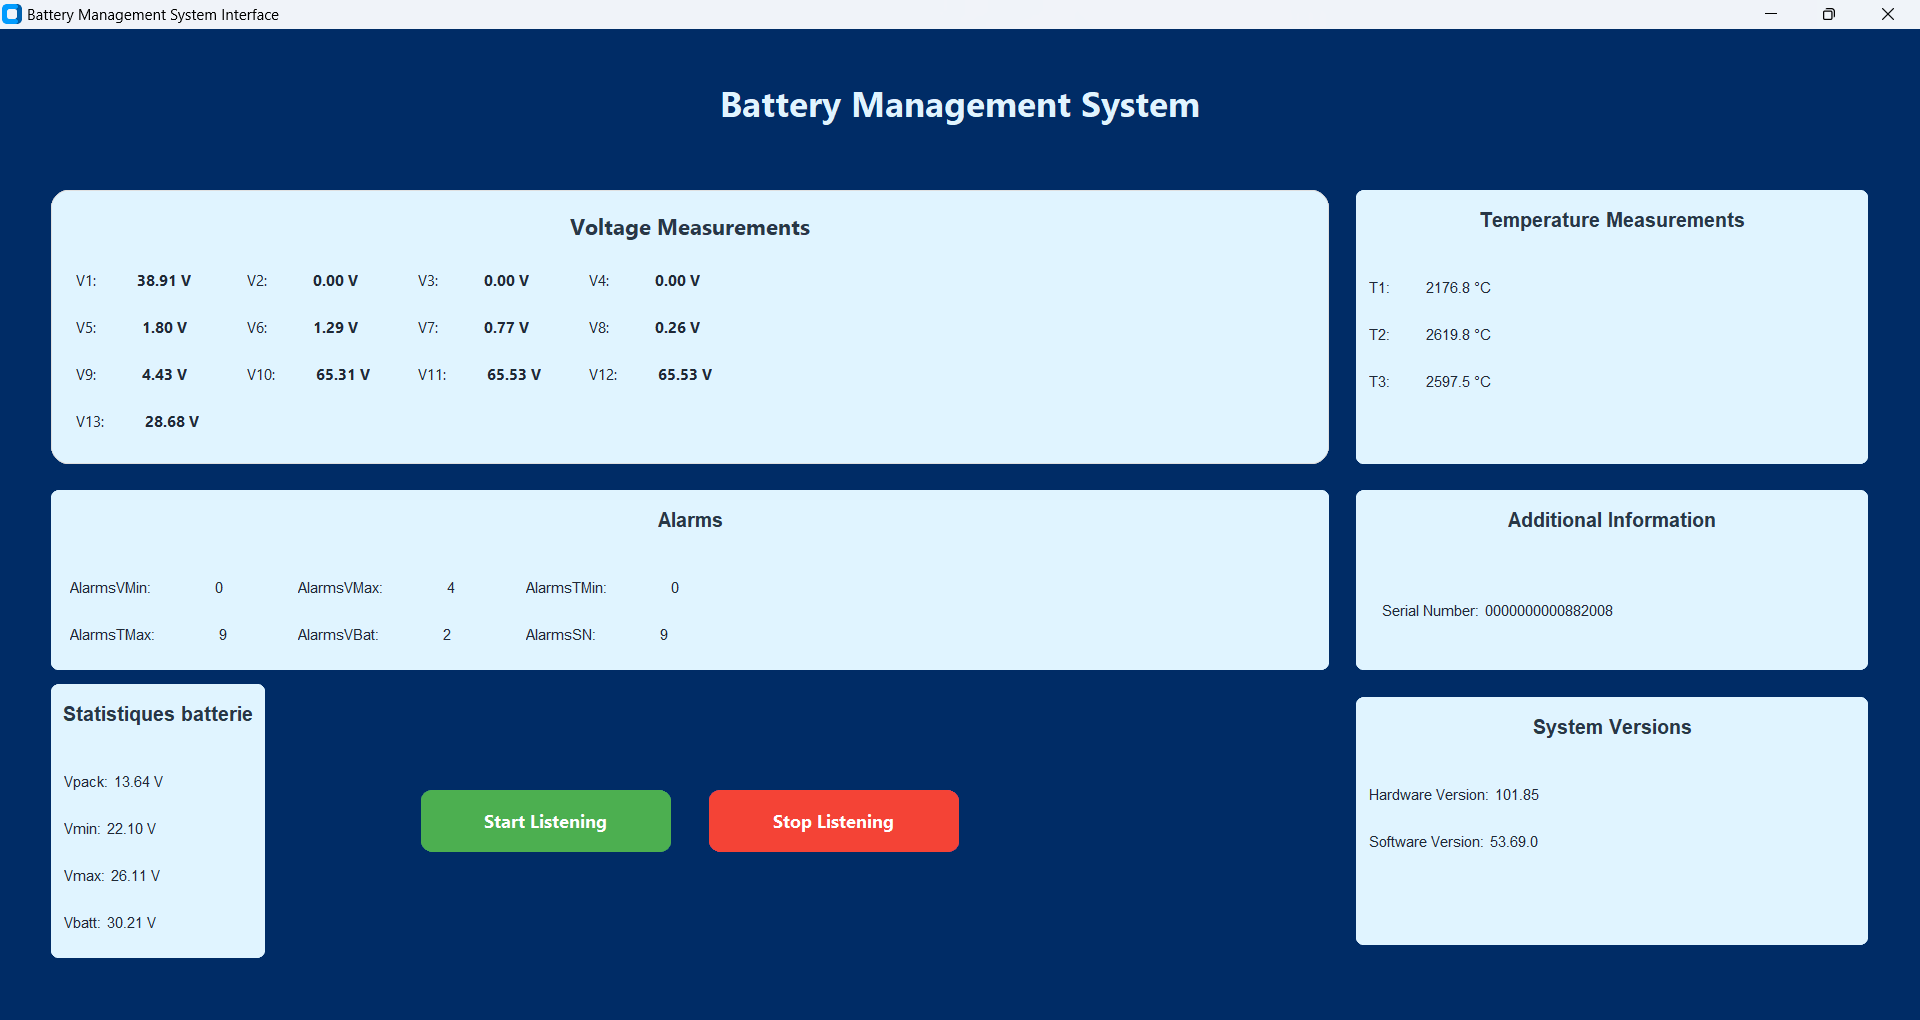 Battery Management System Interface
Battery Management System
Voltage Measurements
V1: 38.91 V V2: 0.00 V V3: 0.00 V V4: 0.00 V
V5: 1.80 V V6: 1.29 V V7: 0.77 V V8: 0.26 V
V9: 4.43 V V10: 65.31 V V11: 65.53 V V12: 65.53 V
V13: 28.68 V
Temperature Measurements
T1: 2176.8 °C
T2: 2619.8 °C
T3: 2597.5 °C
Alarms
AlarmsVMin: 0 AlarmsVMax: 4 AlarmsTMin: 0
AlarmsTMax: 9 AlarmsVBat: 2 AlarmsSN: 9
Additional Information
Serial Number: 0000000000882008
Statistiques batterie
Vpack: 13.64 V
Vmin: 22.10 V
Vmax: 26.11 V
Vbatt: 30.21 V
Start Listening
Stop Listening
System Versions
Hardware Version: 101.85
Software Version: 53.69.0